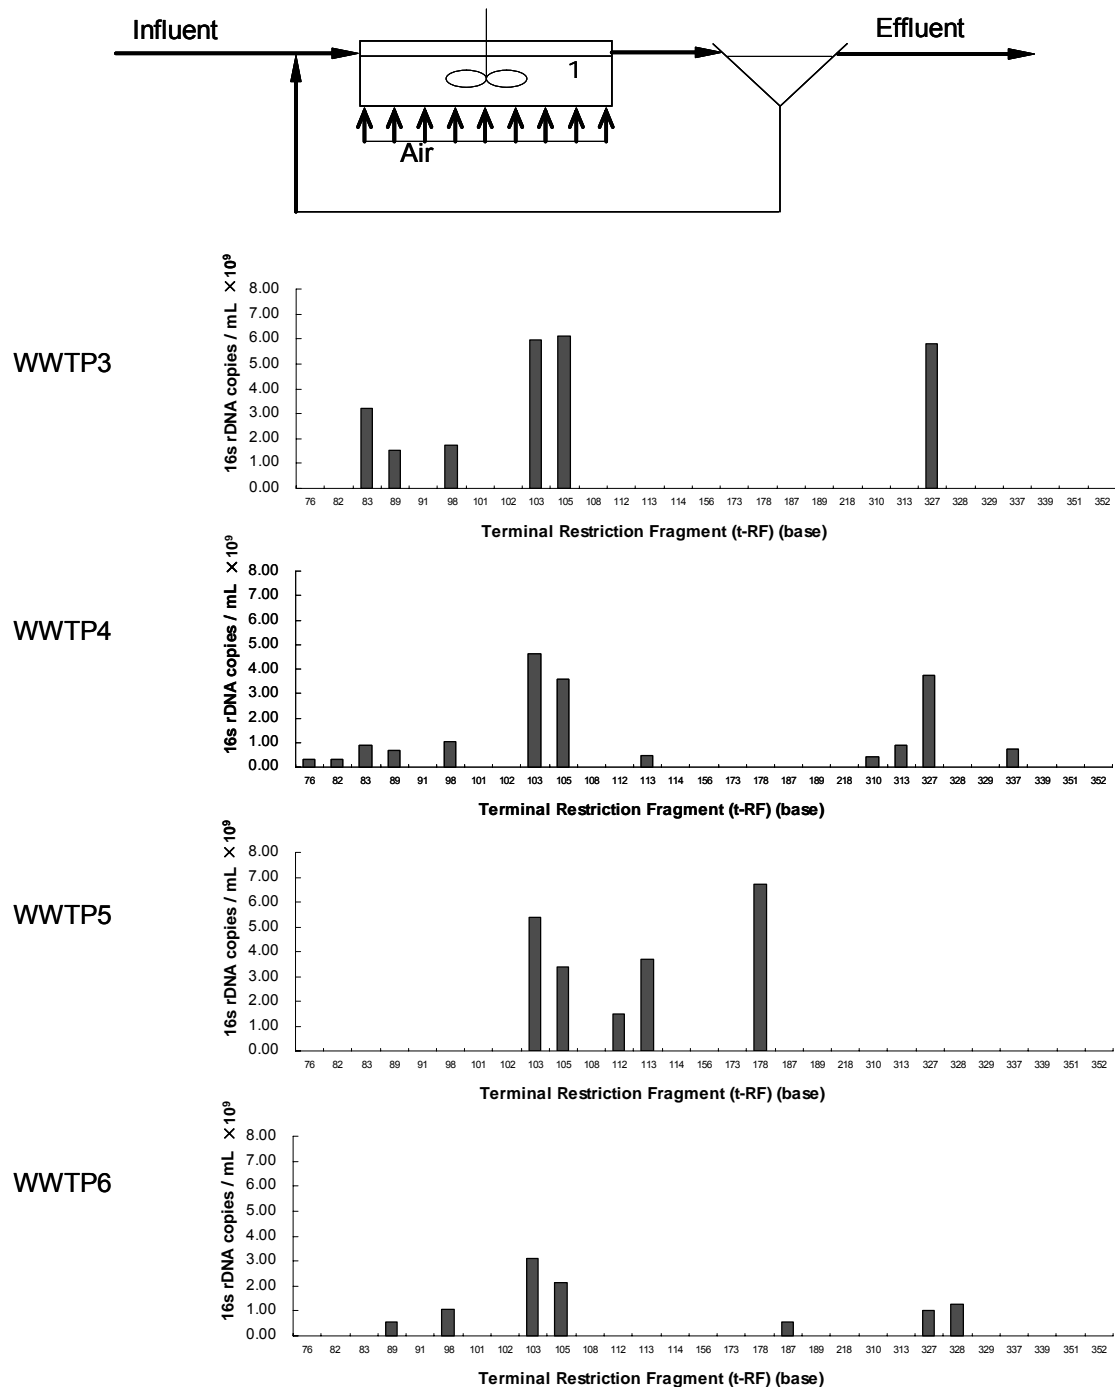 Influent
Effluent
1
Air
WWTP3
16s rDNA copies / mL ×10⁹
8.00
7.00
6.00
5.00
4.00
3.00
2.00
1.00
0.00
76 82 83 89 91 98 101 102 103 105 108 112 113 114 156 173 178 187 189 218 310 313 327 328 329 337 339 351 352
Terminal Restriction Fragment (t-RF) (base)
WWTP4
16s rDNA copies / mL ×10⁹
8.00
7.00
6.00
5.00
4.00
3.00
2.00
1.00
0.00
76 82 83 89 91 98 101 102 103 105 108 112 113 114 156 173 178 187 189 218 310 313 327 328 329 337 339 351 352
Terminal Restriction Fragment (t-RF) (base)
WWTP5
16s rDNA copies / mL ×10⁹
8.00
7.00
6.00
5.00
4.00
3.00
2.00
1.00
0.00
76 82 83 89 91 98 101 102 103 105 108 112 113 114 156 173 178 187 189 218 310 313 327 328 329 337 339 351 352
Terminal Restriction Fragment (t-RF) (base)
WWTP6
16s rDNA copies / mL ×10⁹
8.00
7.00
6.00
5.00
4.00
3.00
2.00
1.00
0.00
76 82 83 89 91 98 101 102 103 105 108 112 113 114 156 173 178 187 189 218 310 313 327 328 329 337 339 351 352
Terminal Restriction Fragment (t-RF) (base)